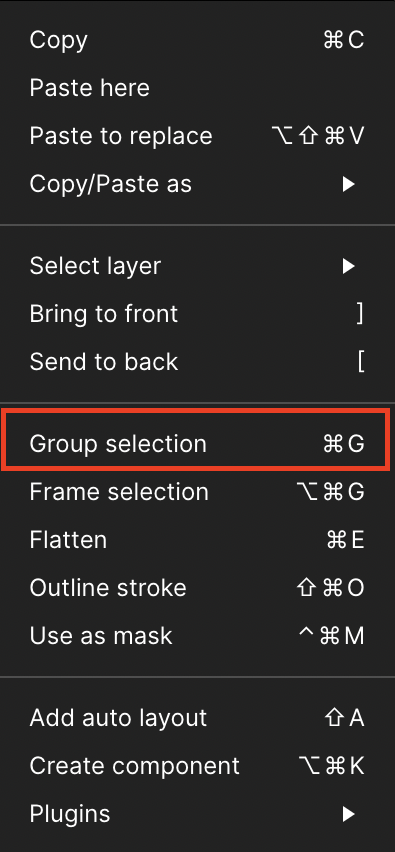 Copy ⌘C
Paste here
Paste to replace ⌥⇧⌘V
Copy/Paste as ▶
Select layer ▶
Bring to front ]
Send to back [
Group selection ⌘G
Frame selection ⌥⌘G
Flatten ⌘E
Outline stroke ⇧⌘O
Use as mask ^⌘M
Add auto layout ⇧A
Create component ⌥⌘K
Plugins ▶